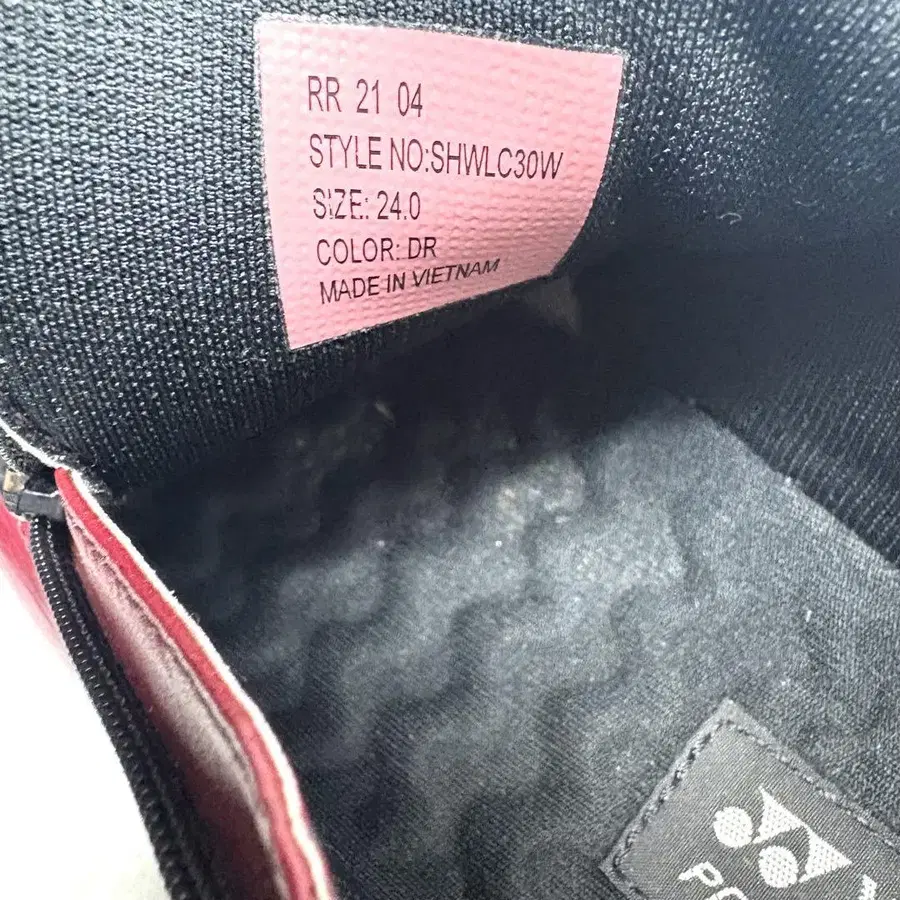 RR 21 04
STYLE NO:SHWLC30W
SIZE: 24.0
COLOR: DR
MADE IN VIETNAM